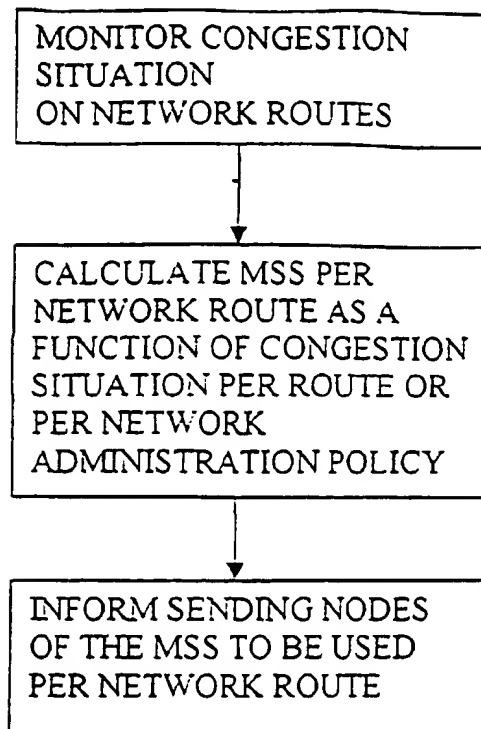 MONITOR CONGESTION
SITUATION
ON NETWORK ROUTES
CALCULATE MSS PER
NETWORK ROUTE AS A
FUNCTION OF CONGESTION
SITUATION PER ROUTE OR
PER NETWORK
ADMINISTRATION POLICY
INFORM SENDING NODES
OF THE MSS TO BE USED
PER NETWORK ROUTE